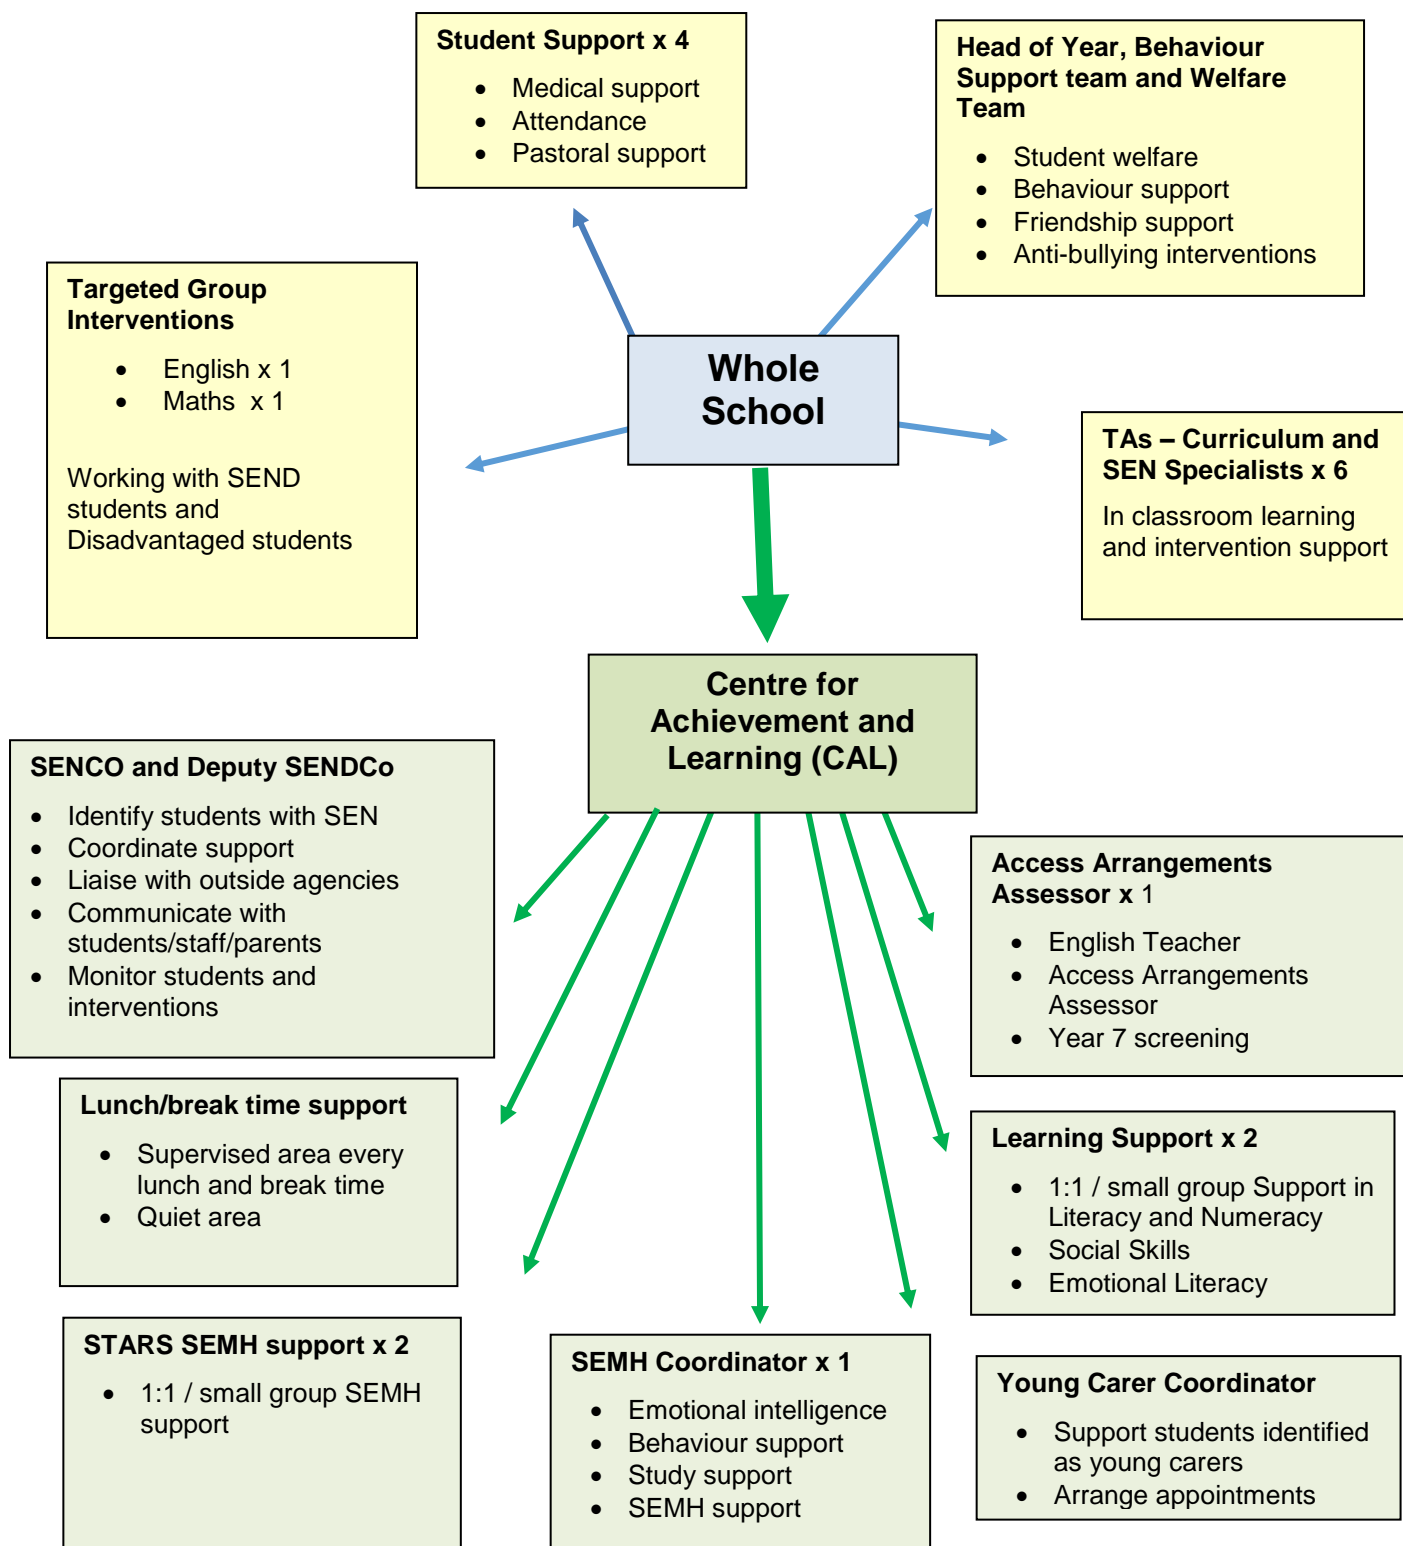 Student Support x 4
• Medical support
• Attendance
• Pastoral support
Head of Year, Behaviour
Support team and Welfare
Team
• Student welfare
• Behaviour support
• Friendship support
• Anti-bullying interventions
Targeted Group
Interventions
• English x 1
• Maths  x 1
Working with SEND
students and
Disadvantaged students
Whole
School
TAs – Curriculum and
SEN Specialists x 6
In classroom learning
and intervention support
Centre for
Achievement and
Learning (CAL)
SENCO and Deputy SENDCo
• Identify students with SEN
• Coordinate support
• Liaise with outside agencies
• Communicate with
students/staff/parents
• Monitor students and
interventions
Access Arrangements
Assessor x 1
• English Teacher
• Access Arrangements
Assessor
• Year 7 screening
Lunch/break time support
• Supervised area every
lunch and break time
• Quiet area
Learning Support x 2
• 1:1 / small group Support in
Literacy and Numeracy
• Social Skills
• Emotional Literacy
STARS SEMH support x 2
• 1:1 / small group SEMH
support
SEMH Coordinator x 1
• Emotional intelligence
• Behaviour support
• Study support
• SEMH support
Young Carer Coordinator
• Support students identified
as young carers
• Arrange appointments